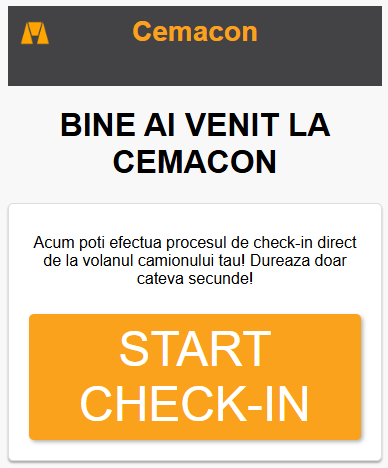 Cemacon
BINE AI VENIT LA
CEMACON
Acum poti efectua procesul de check-in direct
de la volanul camionului tau! Dureaza doar
cateva secunde!
START
CHECK-IN